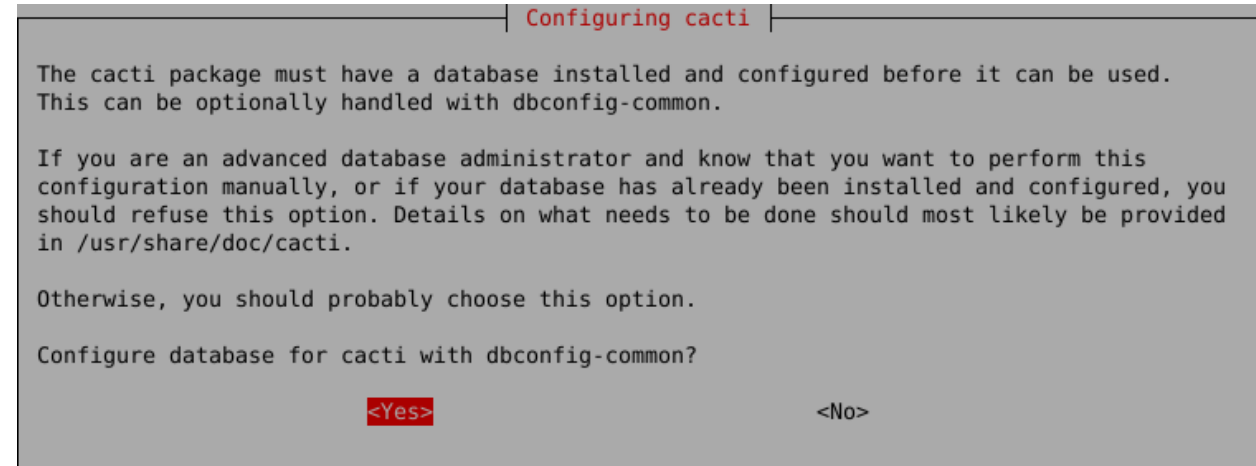 Configuring cacti
The cacti package must have a database installed and configured before it can be used.
This can be optionally handled with dbconfig-common.
If you are an advanced database administrator and know that you want to perform this
configuration manually, or if your database has already been installed and configured, you
should refuse this option. Details on what needs to be done should most likely be provided
in /usr/share/doc/cacti.
Otherwise, you should probably choose this option.
Configure database for cacti with dbconfig-common?
<Yes> <No>